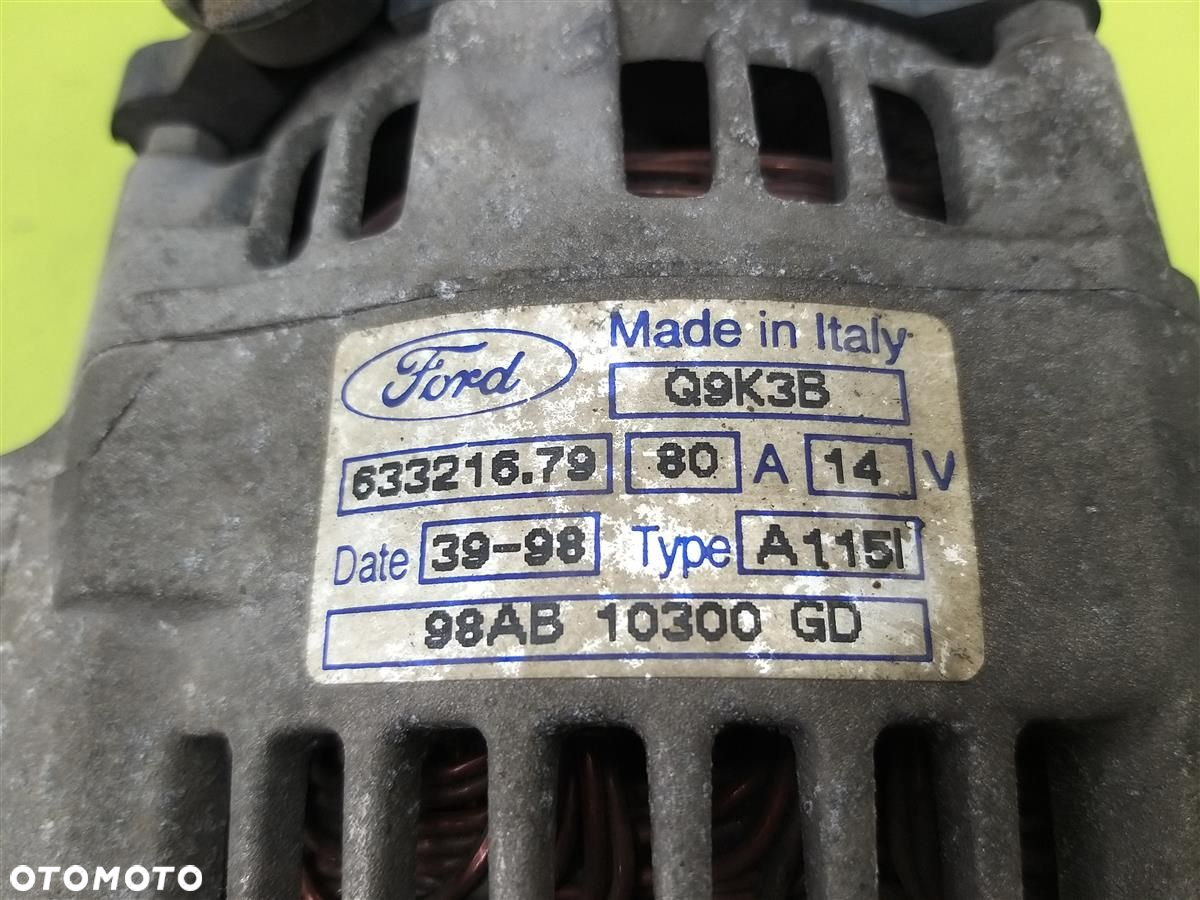 Ford Made in Italy
Q9K3B
633216.79 80 A 14 V
Date 39-98 Type A115I
98AB 10300 GD
OTOMOTO